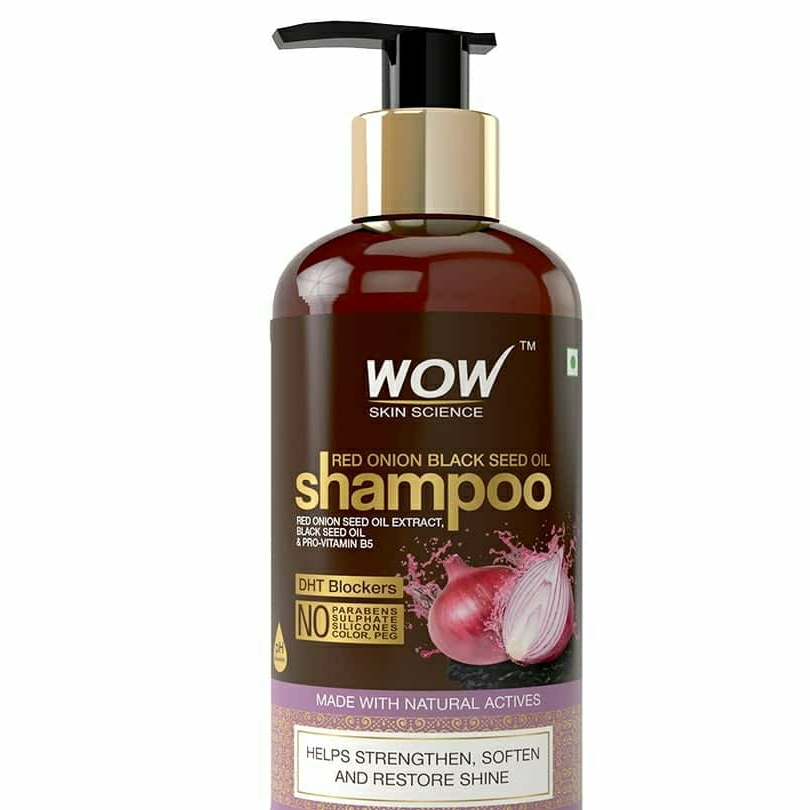 WOW™
SKIN SCIENCE
RED ONION BLACK SEED OIL
shampoo
RED ONION SEED OIL EXTRACT,
BLACK SEED OIL
& PRO-VITAMIN B5
DHT Blockers
NO PARABENS
SULPHATE
SILICONES
COLOR, PEG
pH
MADE WITH NATURAL ACTIVES
HELPS STRENGTHEN, SOFTEN
AND RESTORE SHINE